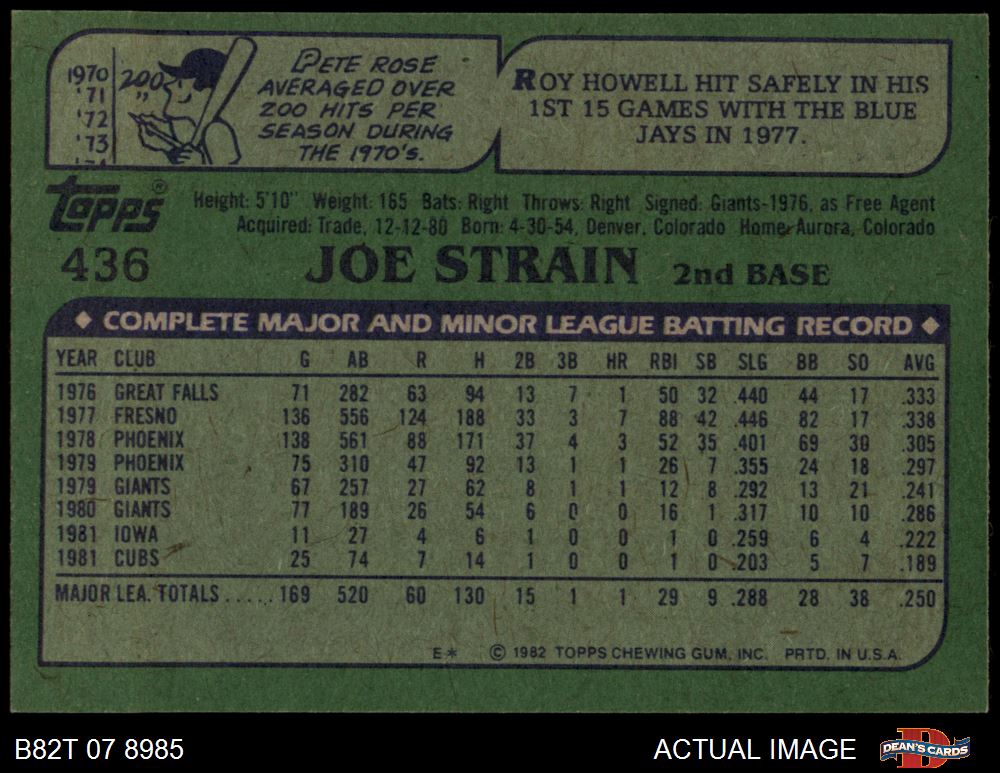 1970
'71
'72
'73
'74
200
PETE ROSE
AVERAGED OVER
200 HITS PER
SEASON DURING
THE 1970'S.
ROY HOWELL HIT SAFELY IN HIS
1ST 15 GAMES WITH THE BLUE
JAYS IN 1977.
topps®
Height: 5'10" Weight: 165 Bats: Right Throws: Right Signed: Giants-1976, as Free Agent
Acquired: Trade, 12-12-80 Born: 4-30-54, Denver, Colorado Home: Aurora, Colorado
436 JOE STRAIN 2nd BASE
◆ COMPLETE MAJOR AND MINOR LEAGUE BATTING RECORD ◆
YEAR CLUB G AB R H 2B 3B HR RBI SB SLG BB SO AVG
1976 GREAT FALLS 71 282 63 94 13 7 1 50 32 .440 44 17 .333
1977 FRESNO 136 556 124 188 33 3 7 88 42 .446 82 17 .338
1978 PHOENIX 138 561 88 171 37 4 3 52 35 .401 69 30 .305
1979 PHOENIX 75 310 47 92 13 1 1 26 7 .355 24 18 .297
1979 GIANTS 67 257 27 62 8 1 1 12 8 .292 13 21 .241
1980 GIANTS 77 189 26 54 6 0 0 16 1 .317 10 10 .286
1981 IOWA 11 27 4 6 1 0 0 1 0 .259 6 4 .222
1981 CUBS 25 74 7 14 1 0 0 1 0 .203 5 7 .189
MAJOR LEA. TOTALS...... 169 520 60 130 15 1 1 29 9 .288 28 38 .250
E* © 1982 TOPPS CHEWING GUM, INC. PRTD. IN U.S.A.
B82T 07 8985 ACTUAL IMAGE DEAN'S CARDS